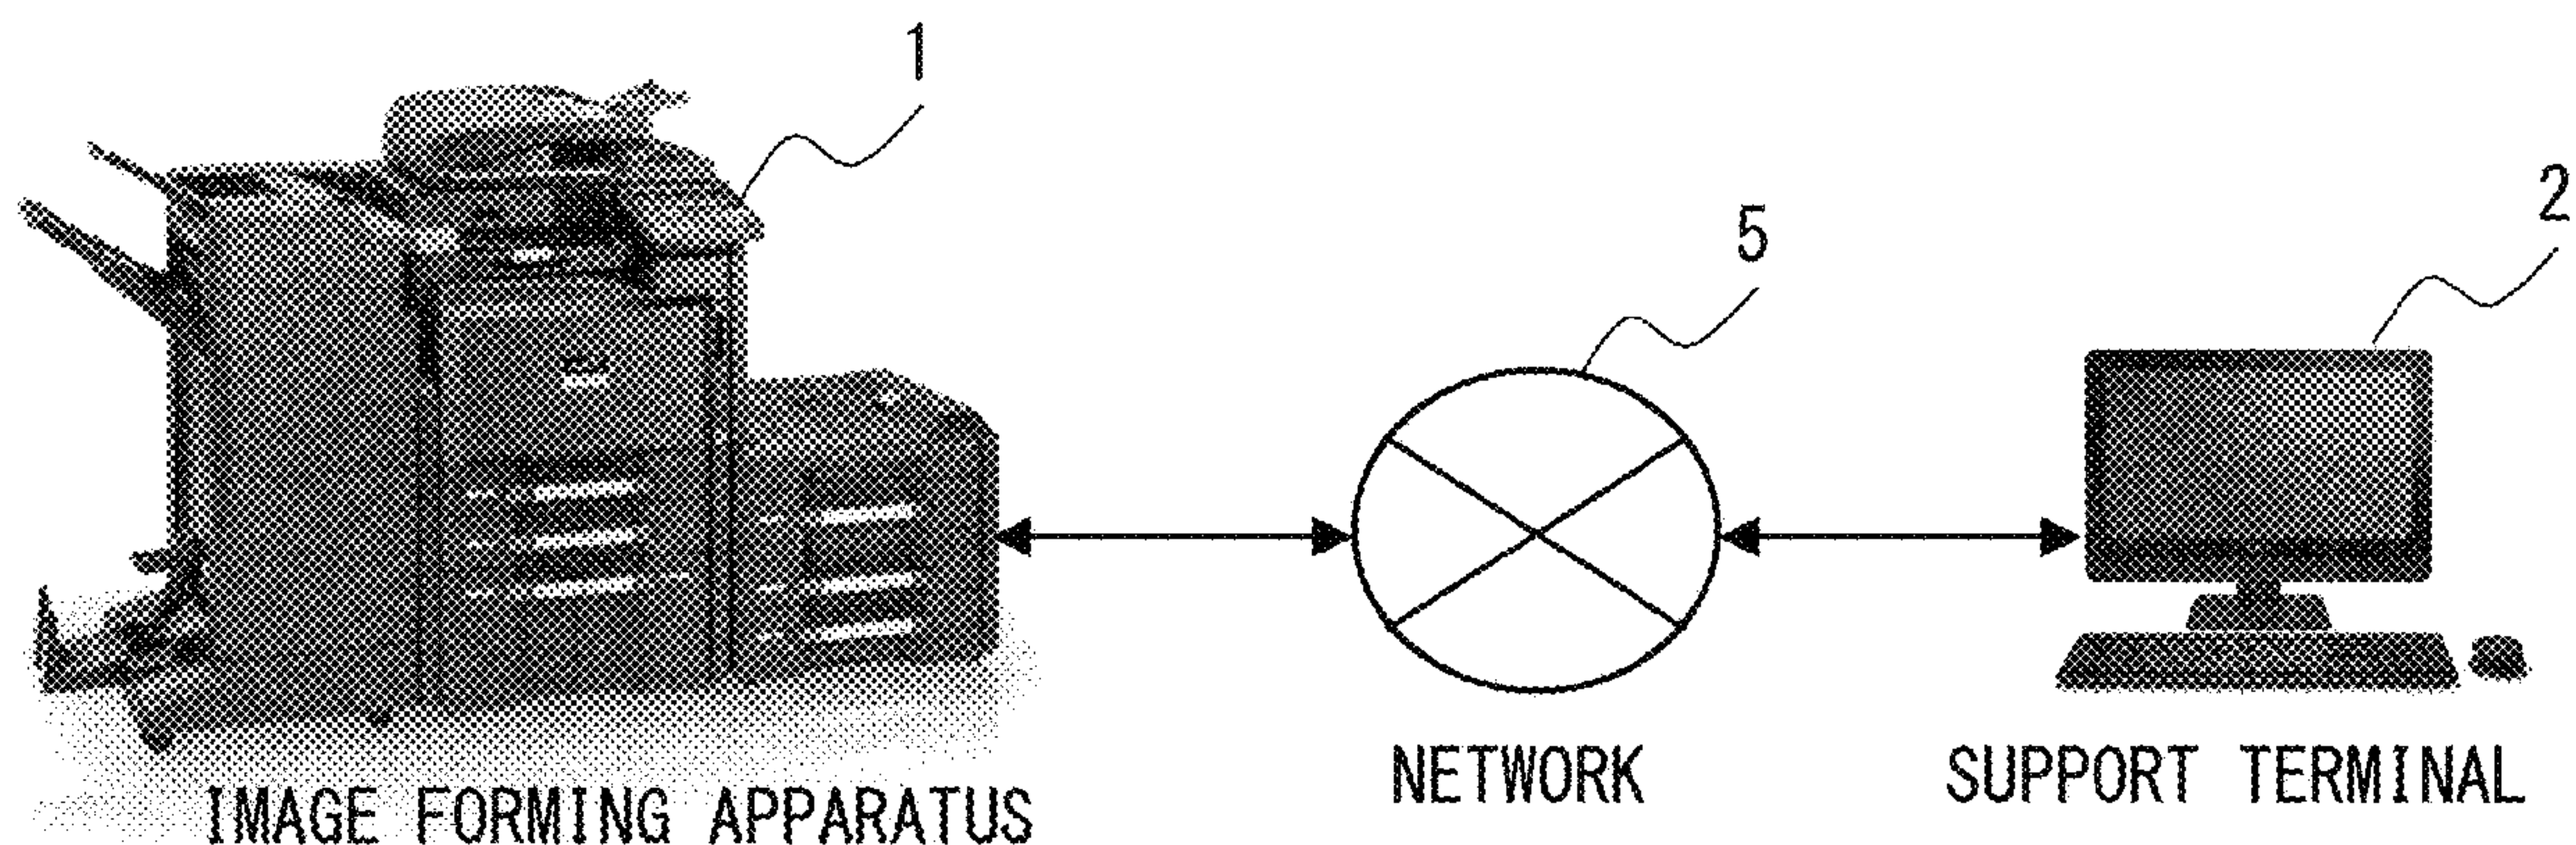 1
2
5
NETWORK
SUPPORT TERMINAL
IMAGE FORMING APPARATUS